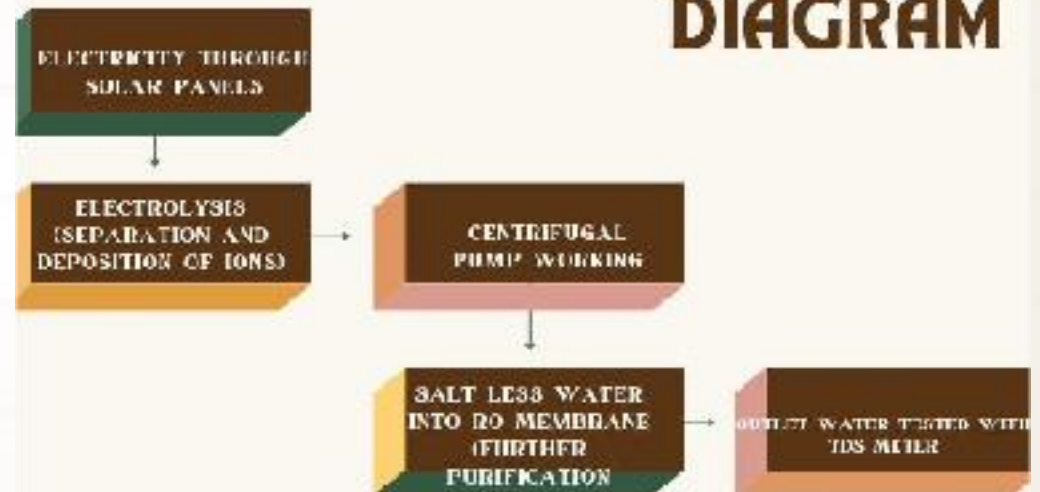 DIAGRAM
ELECTRICITY THROUGH
SOLAR PANELS
ELECTROLYSIS
(SEPARATION AND
DEPOSITION OF IONS)
CENTRIFUGAL
PUMP WORKING
SALT LESS WATER
INTO RO MEMBRANE
(FURTHER
PURIFICATION
OUTLET WATER TESTED WITH
TDS METER